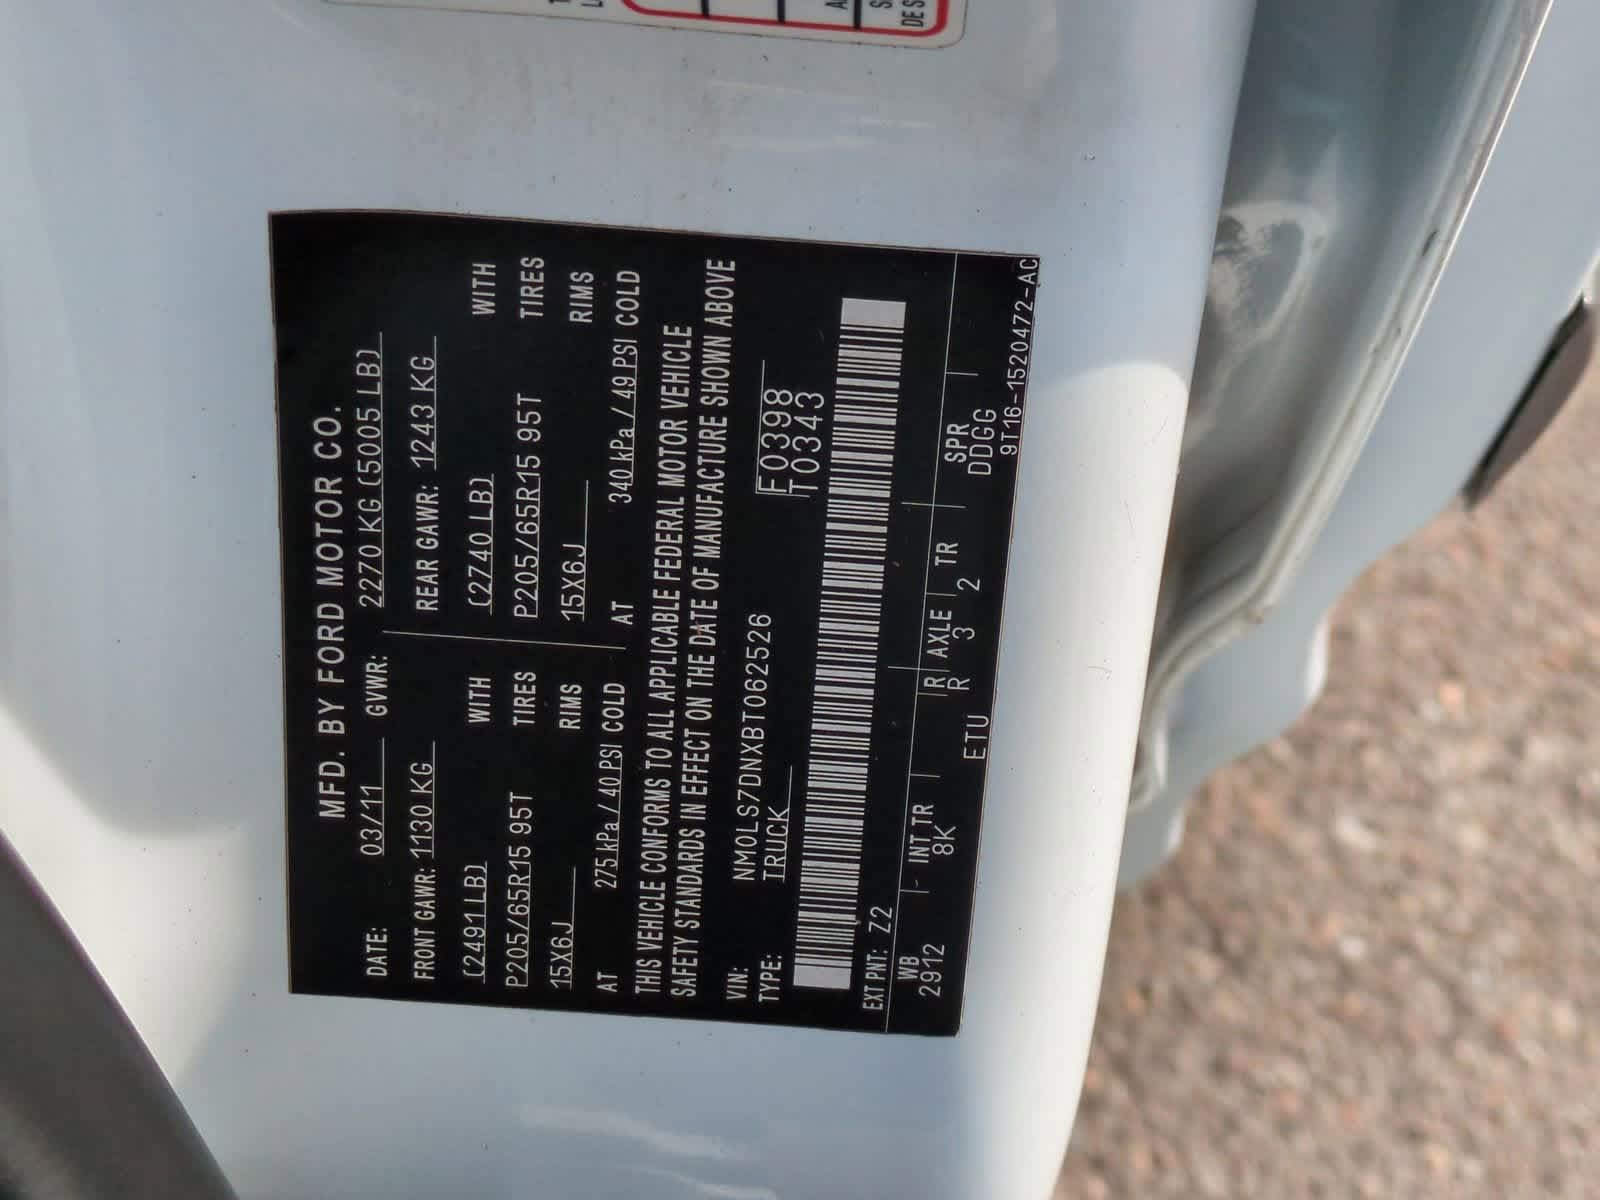 MFD. BY FORD MOTOR CO.
DATE: 03/11 GVWR: 2270 KG (5005 LB)
FRONT GAWR: 1130 KG REAR GAWR: 1243 KG
(2491 LB) WITH (2740 LB) WITH
P205/65R15 95T TIRES P205/65R15 95T TIRES
15X6J RIMS 15X6J RIMS
AT 275 kPa / 40 PSI COLD AT 340 kPa / 49 PSI COLD
THIS VEHICLE CONFORMS TO ALL APPLICABLE FEDERAL MOTOR VEHICLE
SAFETY STANDARDS IN EFFECT ON THE DATE OF MANUFACTURE SHOWN ABOVE
VIN: NM0LS7DNXBT062526 F0398
TYPE: TRUCK T0343
EXT PNT: Z2
WB INT TR R AXLE TR SPR
2912 8K R 3 2 DDGG
ETU 9T16-1520472-AC